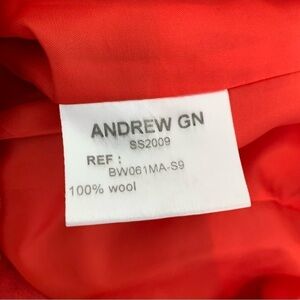 ANDREW GN
SS2009
REF :
BW061MA-S9
100% wool